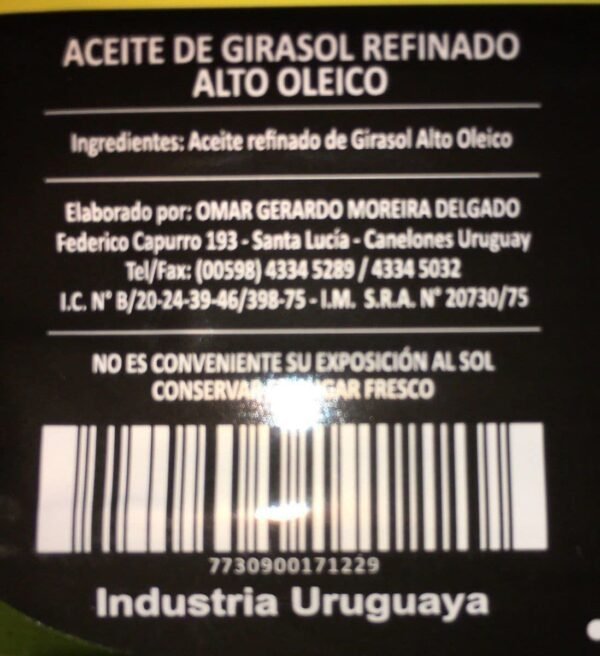 ACEITE DE GIRASOL REFINADO
ALTO OLEICO
Ingredientes: Aceite refinado de Girasol Alto Oleico
Elaborado por: OMAR GERARDO MOREIRA DELGADO
Federico Capurro 193 - Santa Lucía - Canelones Uruguay
Tel/Fax: (00598) 4334 5289 / 4334 5032
I.C. N° B/20-24-39-46/398-75 - I.M. S.R.A. N° 20730/75
NO ES CONVENIENTE SU EXPOSICIÓN AL SOL
FRESCO
7730900171229
Industria Uruguaya